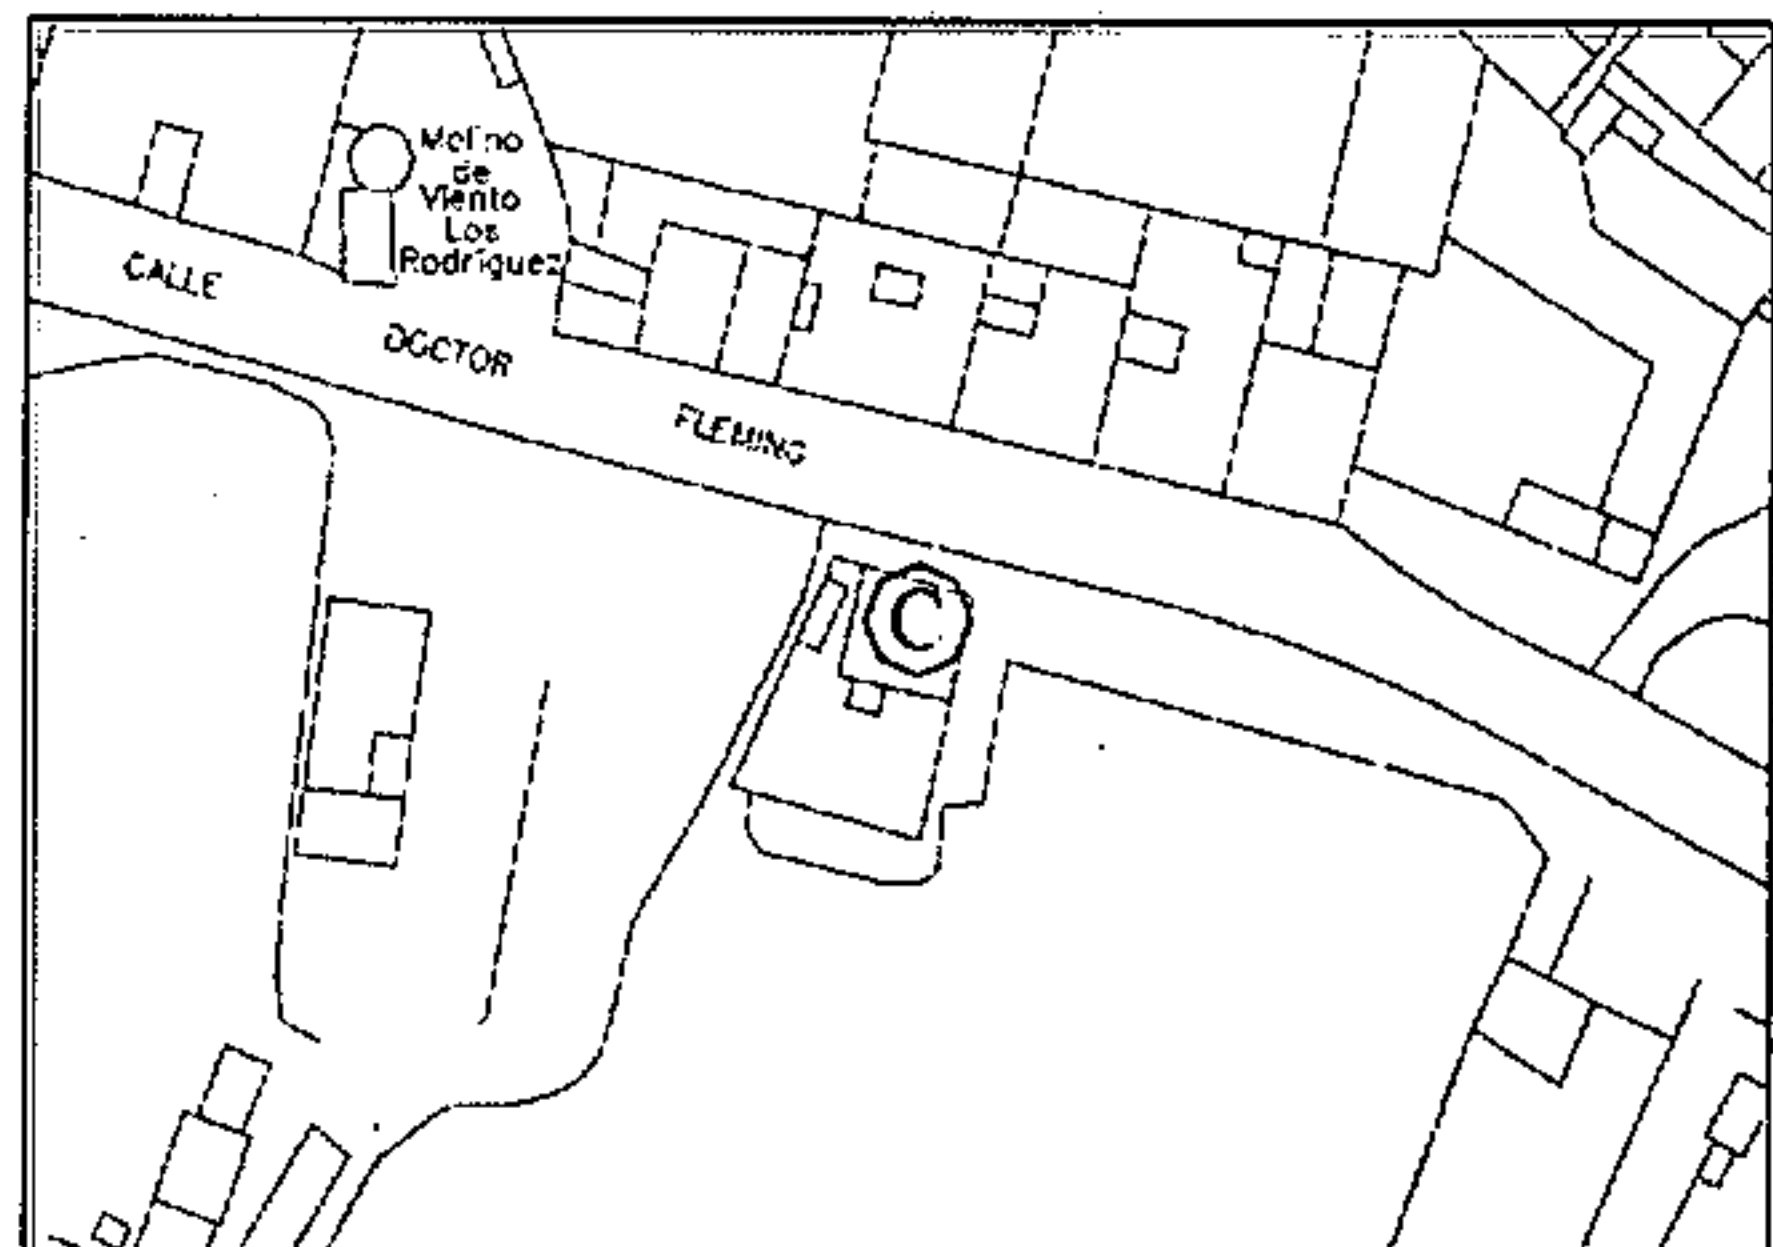 Molino
de
Viento
Los
Rodríguez
CALLE
DOCTOR
FLEMING
C